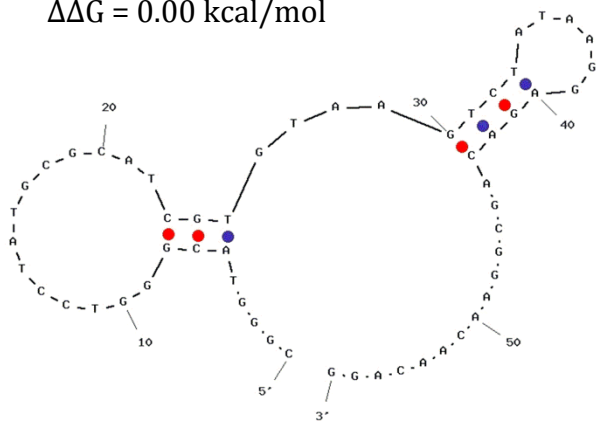 ΔΔG = 0.00 kcal/mol
5'
C G G G T A C G G G
10
T C C T A T G C G C
20
A T C G T G T A A G
30
T C T A T A A G G A
40
G A C A G C G G A A
50
C A A C A G G
3'